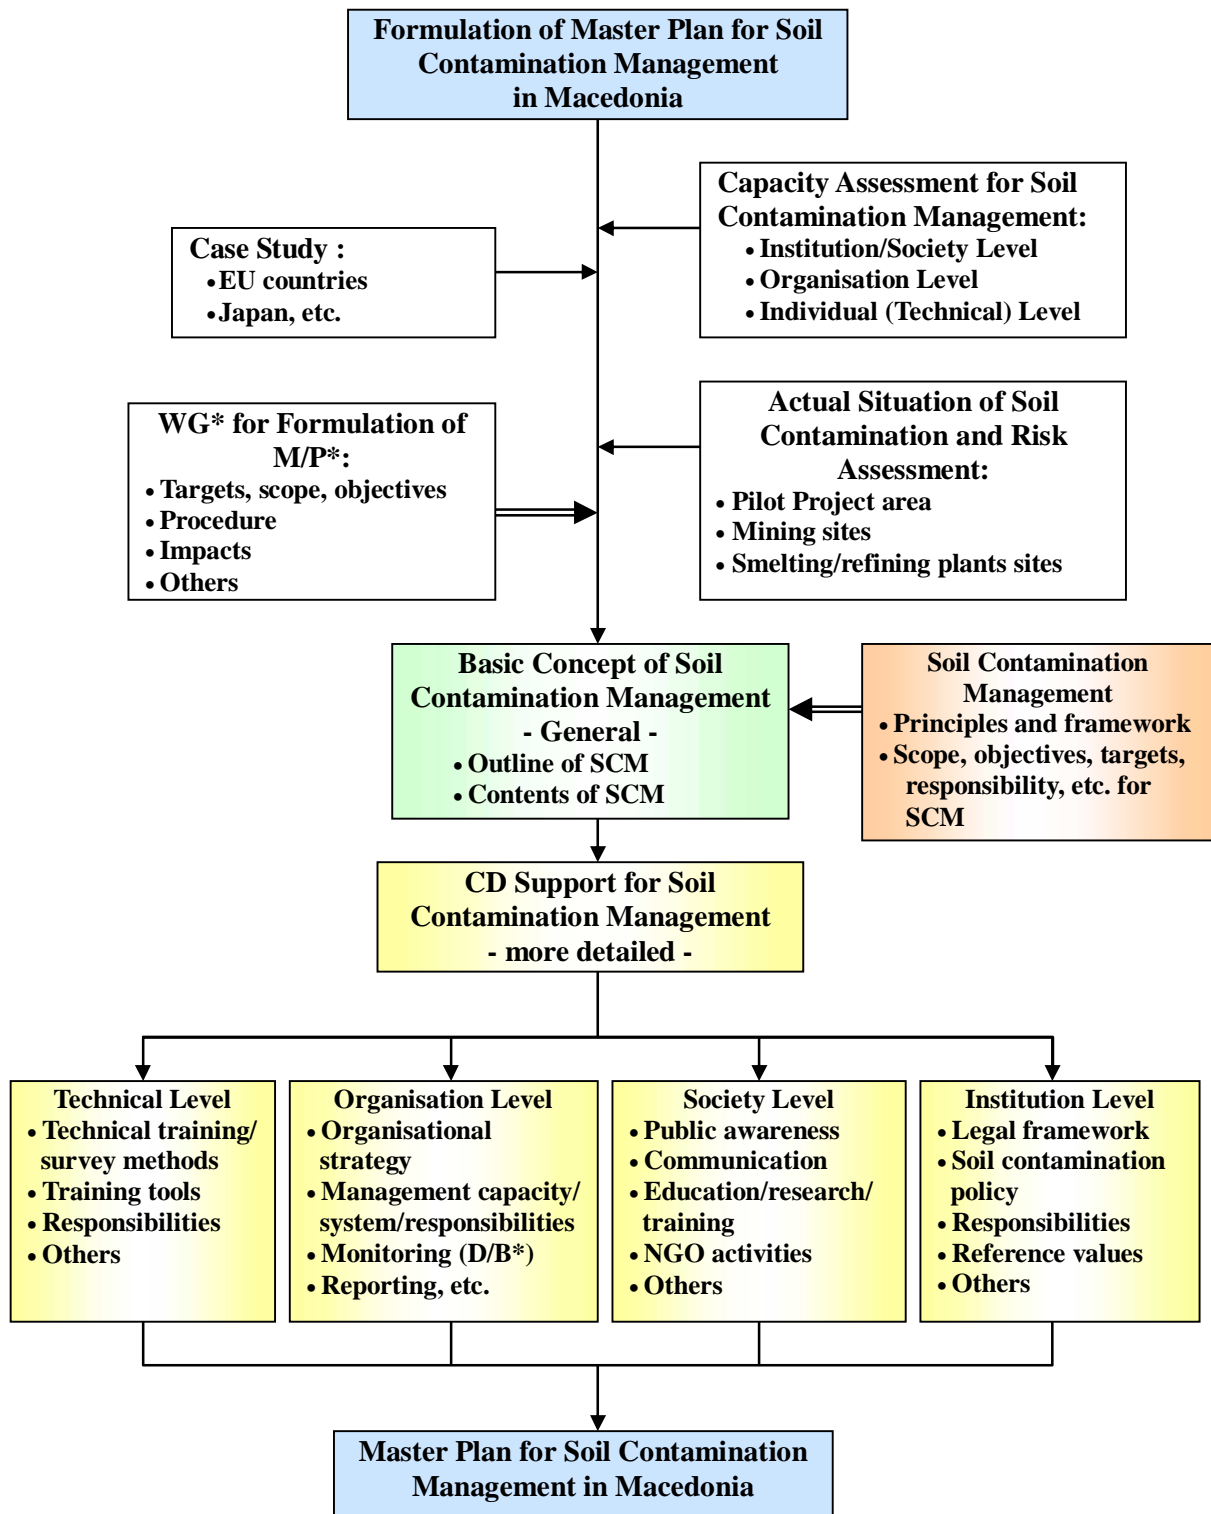 Formulation of Master Plan for Soil
Contamination Management
in Macedonia
Capacity Assessment for Soil
Contamination Management:
• Institution/Society Level
• Organisation Level
• Individual (Technical) Level
Case Study :
• EU countries
• Japan, etc.
Actual Situation of Soil
Contamination and Risk
Assessment:
• Pilot Project area
• Mining sites
• Smelting/refining plants sites
WG* for Formulation of
M/P*:
• Targets, scope, objectives
• Procedure
• Impacts
• Others
Basic Concept of Soil
Contamination Management
- General -
• Outline of SCM
• Contents of SCM
Soil Contamination
Management
• Principles and framework
• Scope, objectives, targets,
responsibility, etc. for
SCM
CD Support for Soil
Contamination Management
- more detailed -
Technical Level
• Technical training/
survey methods
• Training tools
• Responsibilities
• Others
Organisation Level
• Organisational
strategy
• Management capacity/
system/responsibilities
• Monitoring (D/B*)
• Reporting, etc.
Society Level
• Public awareness
• Communication
• Education/research/
training
• NGO activities
• Others
Institution Level
• Legal framework
• Soil contamination
policy
• Responsibilities
• Reference values
• Others
Master Plan for Soil Contamination
Management in Macedonia